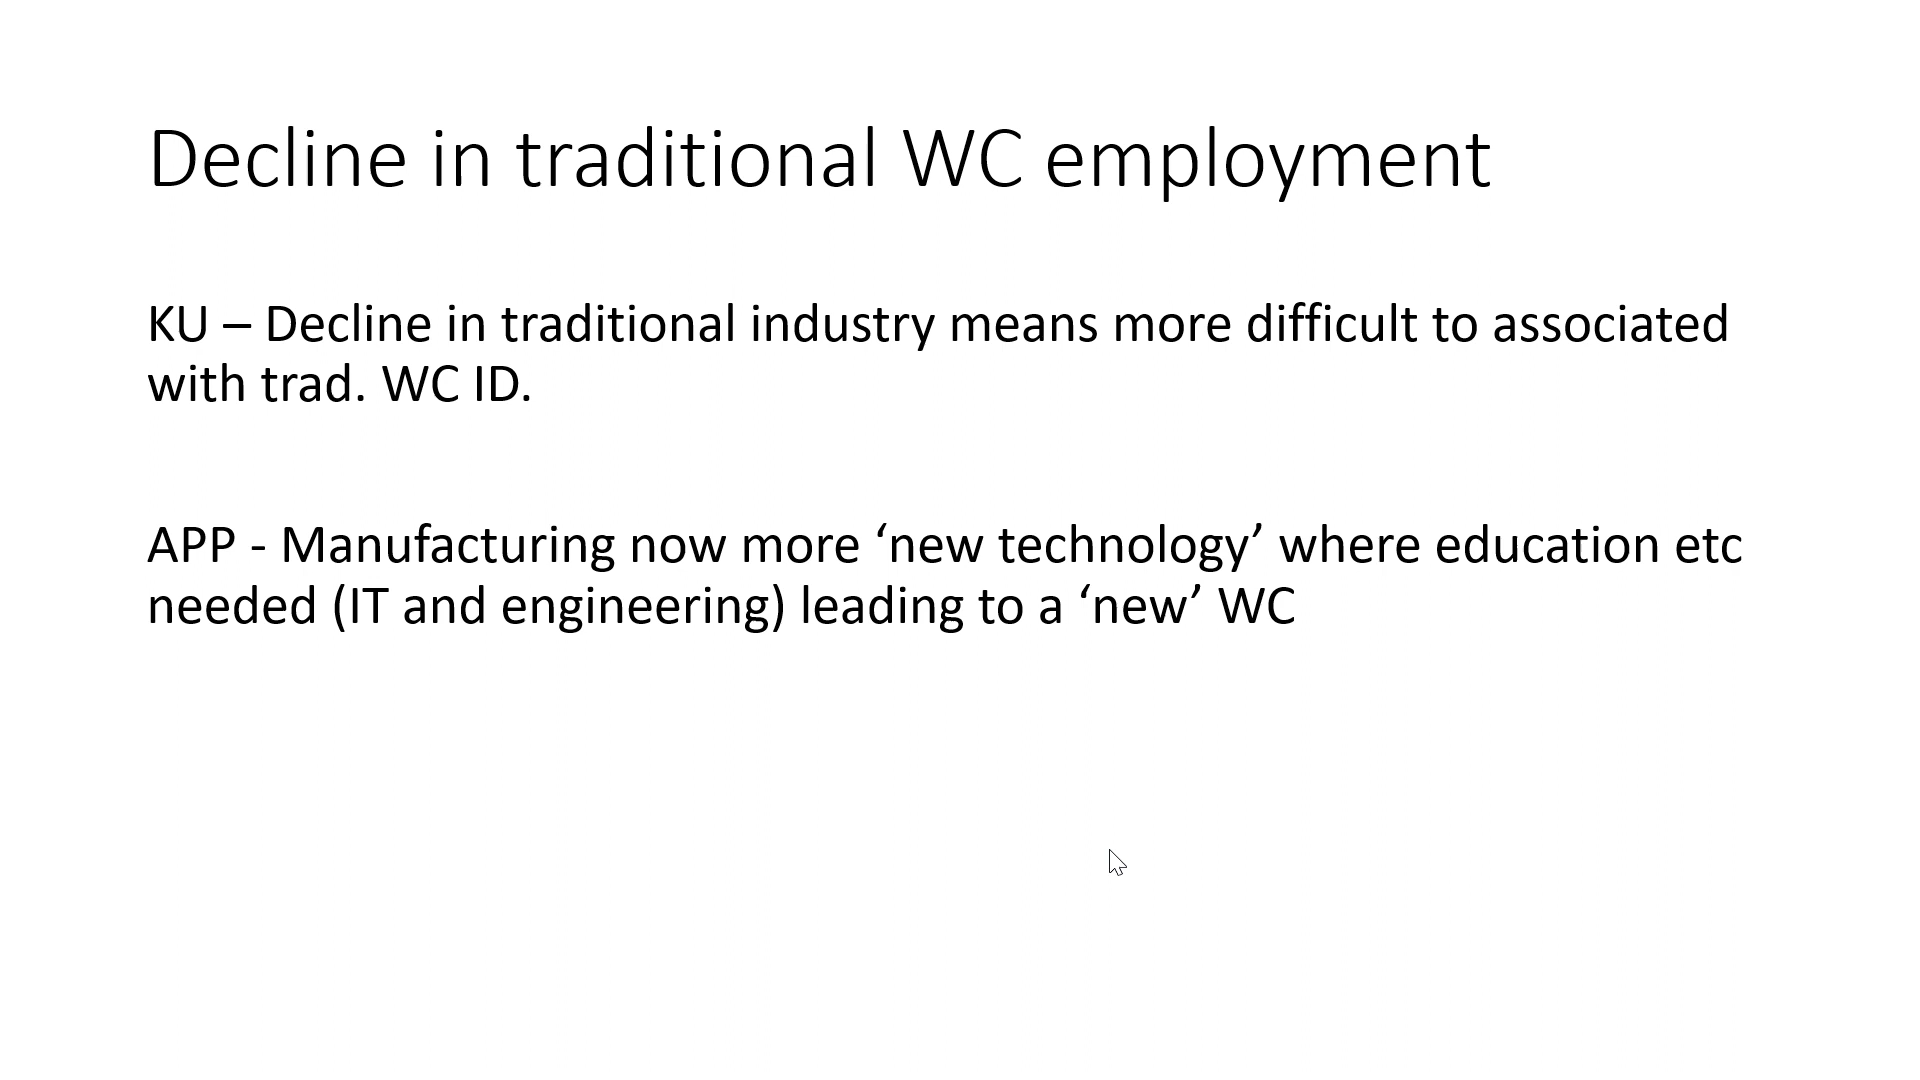 Decline in traditional WC employment
KU – Decline in traditional industry means more difficult to associated
with trad. WC ID.
APP - Manufacturing now more ‘new technology’ where education etc
needed (IT and engineering) leading to a ‘new’ WC